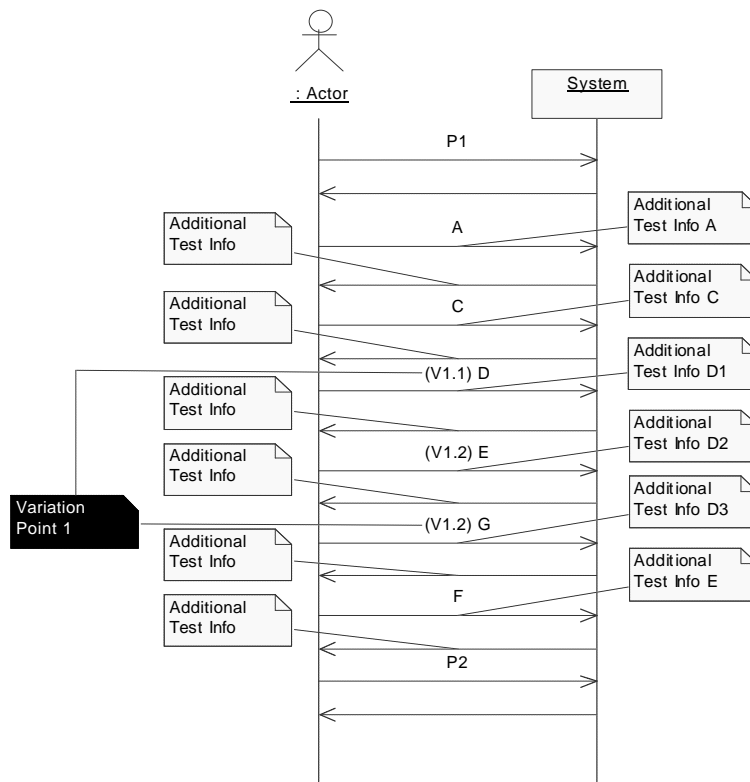 : Actor
System
P1
Additional
Test Info
A
Additional
Test Info A
Additional
Test Info
C
Additional
Test Info C
(V1.1) D
Additional
Test Info D1
Additional
Test Info
(V1.2) E
Additional
Test Info D2
Additional
Test Info
Variation
Point 1
(V1.2) G
Additional
Test Info D3
Additional
Test Info
F
Additional
Test Info E
Additional
Test Info
P2